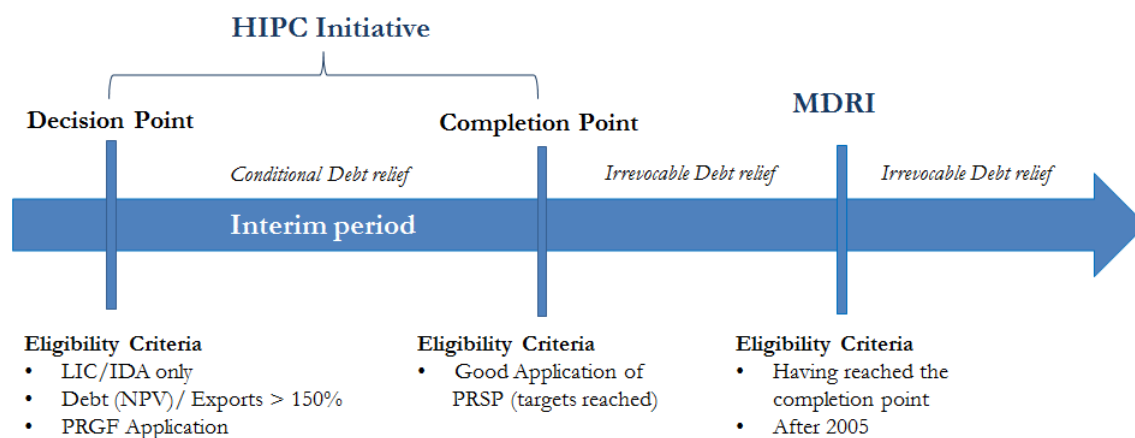 HIPC Initiative
Decision Point
Completion Point
MDRI
Conditional Debt relief
Irrevocable Debt relief
Irrevocable Debt relief
Interim period
Eligibility Criteria
• LIC/IDA only
• Debt (NPV)/ Exports > 150%
• PRGF Application
Eligibility Criteria
• Good Application of
PRSP (targets reached)
Eligibility Criteria
• Having reached the
completion point
• After 2005